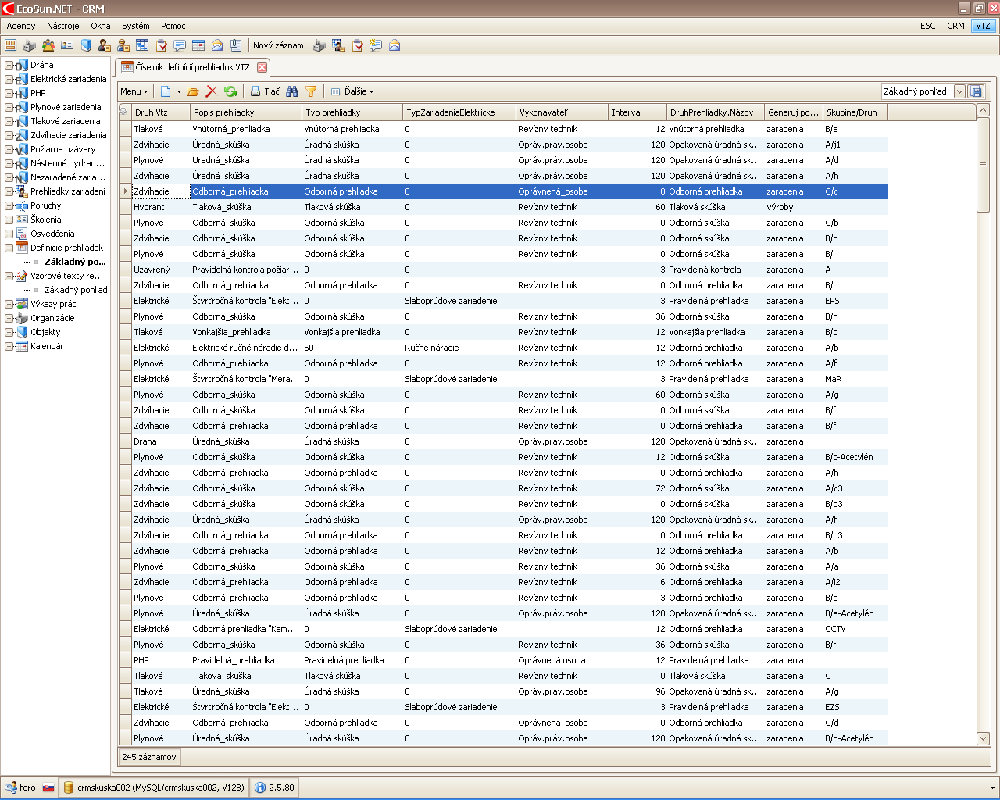 EcoSun.NET - CRM
Agendy Nástroje Okná Systém Pomoc ESC CRM VTZ
Nový záznam:
Dráha
Elektrické zariadenia
PHP
Plynové zariadenia
Tlakové zariadenia
Zdvíhacie zariadenia
Požiarne uzávery
Nástenné hydran...
Nezaradené zaria...
Prehliadky zariadení
Poruchy
Školenia
Osvedčenia
Definície prehliadok
Základný po...
Vzorové texty re...
Základný pohľad
Výkazy prác
Organizácie
Objekty
Kalendár
Číselník definícií prehliadok VTZ
Menu Tlač Ďalšie Základný pohľad
Druh Vtz Popis prehliadky Typ prehliadky TypZariadeniaElektricke Vykonávateľ Interval DruhPrehliadky.Názov Generuj po... Skupina/Druh
Tlakové Vnútorná_prehliadka Vnútorná prehliadka 0 Revízny technik 12 Vnútorná prehliadka zaradenia B/a
Zdvíhacie Úradná_skúška Úradná skúška 0 Opráv.práv.osoba 120 Opakovaná úradná sk... zaradenia A/j1
Plynové Úradná_skúška Úradná skúška 0 Opráv.práv.osoba 120 Opakovaná úradná sk... zaradenia A/d
Zdvíhacie Úradná_skúška Úradná skúška 0 Opráv.práv.osoba 120 Opakovaná úradná sk... zaradenia A/h
Zdvíhacie Odborná_prehliadka Odborná prehliadka 0 Oprávnená_osoba 0 Odborná prehliadka zaradenia C/c
Hydrant Tlaková_skúška Tlaková skúška 0 Revízny technik 60 Tlaková skúška výroby
Plynové Odborná_skúška Odborná skúška 0 Revízny technik 0 Odborná skúška zaradenia C/b
Zdvíhacie Odborná_skúška Odborná skúška 0 Revízny technik 0 Odborná skúška zaradenia B/b
Plynové Odborná_skúška Odborná skúška 0 Revízny technik 0 Odborná skúška zaradenia B/i
Uzavrený Pravidelná kontrola požiar... 0 0 3 Pravidelná kontrola zaradenia A
Zdvíhacie Odborná_prehliadka Odborná prehliadka 0 Revízny technik 0 Odborná prehliadka zaradenia B/h
Elektrické Štvrťročná kontrola "Elekt... 0 Slaboprúdové zariadenie 3 Pravidelná prehliadka zaradenia EPS
Plynové Odborná_skúška Odborná skúška 0 Revízny technik 36 Odborná skúška zaradenia B/h
Tlakové Vonkajšia_prehliadka Vonkajšia prehliadka 0 Revízny technik 12 Vonkajšia prehliadka zaradenia B/b
Elektrické Elektrické ručné náradie d... 50 Ručné náradie Revízny technik 12 Odborná prehliadka zaradenia A/b
Plynové Odborná_prehliadka Odborná prehliadka 0 Revízny technik 12 Odborná prehliadka zaradenia A/f
Elektrické Štvrťročná kontrola "Mera... 0 Slaboprúdové zariadenie 3 Pravidelná prehliadka zaradenia MaR
Plynové Odborná_skúška Odborná skúška 0 Revízny technik 60 Odborná skúška zaradenia A/g
Zdvíhacie Odborná_skúška Odborná skúška 0 Revízny technik 0 Odborná skúška zaradenia B/f
Zdvíhacie Odborná_prehliadka Odborná prehliadka 0 Revízny technik 0 Odborná prehliadka zaradenia B/f
Dráha Úradná_skúška Úradná skúška 0 Opráv.práv.osoba 120 Opakovaná úradná sk... zaradenia
Plynové Odborná_skúška Odborná skúška 0 Revízny technik 12 Odborná skúška zaradenia B/c-Acetylén
Zdvíhacie Odborná_prehliadka Odborná prehliadka 0 Revízny technik 0 Odborná prehliadka zaradenia A/h
Zdvíhacie Odborná_skúška Odborná skúška 0 Revízny technik 72 Odborná skúška zaradenia A/c3
Zdvíhacie Odborná_skúška Odborná skúška 0 Revízny technik 0 Odborná skúška zaradenia B/d3
Zdvíhacie Úradná_skúška Úradná skúška 0 Opráv.práv.osoba 120 Opakovaná úradná sk... zaradenia A/f
Zdvíhacie Odborná_prehliadka Odborná prehliadka 0 Revízny technik 0 Odborná prehliadka zaradenia B/d3
Zdvíhacie Odborná_prehliadka Odborná prehliadka 0 Revízny technik 12 Odborná prehliadka zaradenia A/b
Plynové Odborná_skúška Odborná skúška 0 Revízny technik 36 Odborná skúška zaradenia A/a
Zdvíhacie Odborná_prehliadka Odborná prehliadka 0 Revízny technik 6 Odborná prehliadka zaradenia A/i2
Plynové Odborná_prehliadka Odborná prehliadka 0 Revízny technik 3 Odborná prehliadka zaradenia B/c
Plynové Úradná_skúška Úradná skúška 0 Opráv.práv.osoba 120 Opakovaná úradná sk... zaradenia B/a-Acetylén
Elektrické Odborná prehliadka "Kam... 0 Slaboprúdové zariadenie 12 Odborná prehliadka zaradenia CCTV
Plynové Odborná_skúška Odborná skúška 0 Revízny technik 36 Odborná skúška zaradenia B/f
PHP Pravidelná_prehliadka Pravidelná prehliadka 0 Oprávnená osoba 12 Pravidelná prehliadka zaradenia
Tlakové Tlaková_skúška Tlaková skúška 0 Revízny technik 0 Tlaková skúška zaradenia C
Tlakové Úradná_skúška Úradná skúška 0 Opráv.práv.osoba 96 Opakovaná úradná sk... zaradenia A/g
Elektrické Štvrťročná kontrola "Elekt... 0 Slaboprúdové zariadenie 3 Pravidelná prehliadka zaradenia EZS
Zdvíhacie Odborná_prehliadka Odborná prehliadka 0 Oprávnená_osoba 0 Odborná prehliadka zaradenia C/d
Plynové Úradná_skúška Úradná skúška 0 Opráv.práv.osoba 120 Opakovaná úradná sk... zaradenia B/b-Acetylén
245 záznamov
fero crmskuska002 (MySQL/crmskuska002, V128) 2.5.80